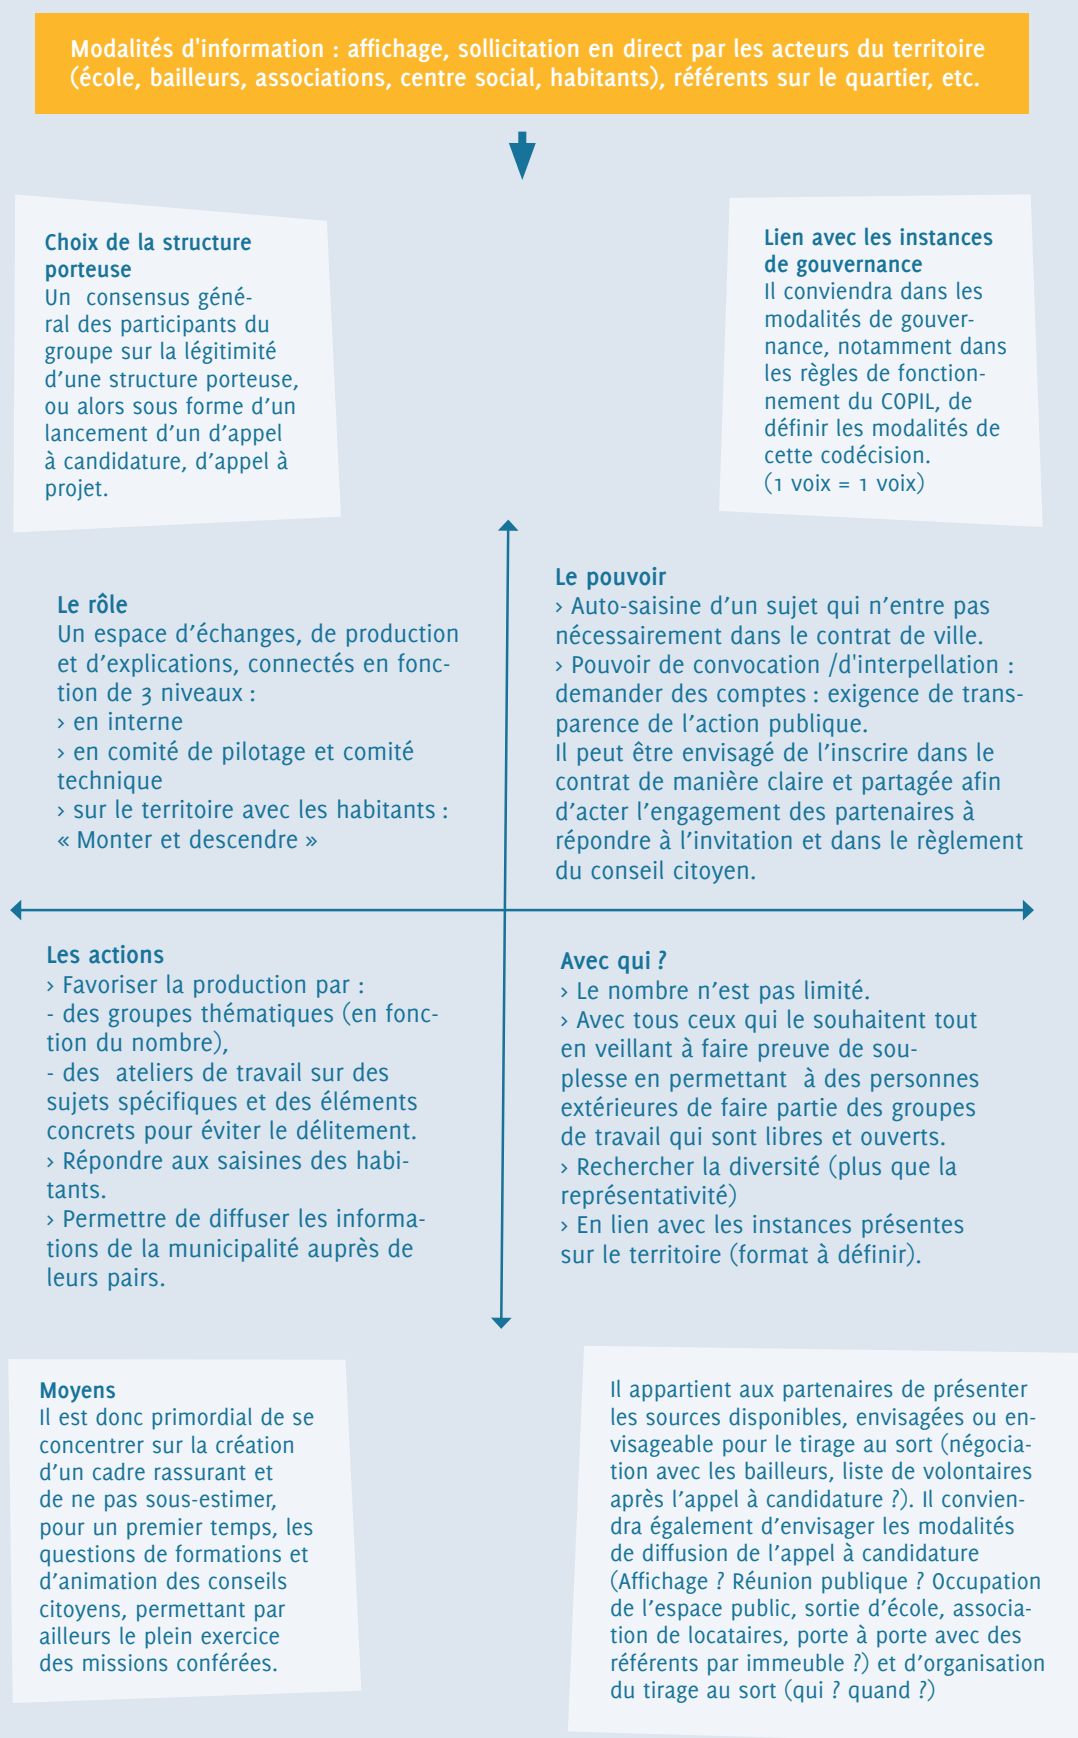 Modalités d'information : affichage, sollicitation en direct par les acteurs du territoire
(école, bailleurs, associations, centre social, habitants), référents sur le quartier, etc.
Choix de la structure
porteuse
Un consensus géné-
ral des participants du
groupe sur la légitimité
d’une structure porteuse,
ou alors sous forme d’un
lancement d’un d’appel
à candidature, d’appel à
projet.
Lien avec les instances
de gouvernance
Il conviendra dans les
modalités de gouver-
nance, notamment dans
les règles de fonction-
nement du COPIL, de
définir les modalités de
cette codécision.
(1 voix = 1 voix)
Le rôle
Un espace d’échanges, de production
et d’explications, connectés en fonc-
tion de 3 niveaux :
› en interne
› en comité de pilotage et comité
technique
› sur le territoire avec les habitants :
« Monter et descendre »
Le pouvoir
› Auto-saisine d’un sujet qui n’entre pas
nécessairement dans le contrat de ville.
› Pouvoir de convocation /d'interpellation :
demander des comptes : exigence de trans-
parence de l’action publique.
Il peut être envisagé de l’inscrire dans le
contrat de manière claire et partagée afin
d’acter l’engagement des partenaires à
répondre à l’invitation et dans le règlement
du conseil citoyen.
Les actions
› Favoriser la production par :
- des groupes thématiques (en fonc-
tion du nombre),
- des ateliers de travail sur des
sujets spécifiques et des éléments
concrets pour éviter le délitement.
› Répondre aux saisines des habi-
tants.
› Permettre de diffuser les informa-
tions de la municipalité auprès de
leurs pairs.
Avec qui ?
› Le nombre n’est pas limité.
› Avec tous ceux qui le souhaitent tout
en veillant à faire preuve de sou-
plesse en permettant à des personnes
extérieures de faire partie des groupes
de travail qui sont libres et ouverts.
› Rechercher la diversité (plus que la
représentativité)
› En lien avec les instances présentes
sur le territoire (format à définir).
Moyens
Il est donc primordial de se
concentrer sur la création
d’un cadre rassurant et
de ne pas sous-estimer,
pour un premier temps, les
questions de formations et
d’animation des conseils
citoyens, permettant par
ailleurs le plein exercice
des missions conférées.
Il appartient aux partenaires de présenter
les sources disponibles, envisagées ou en-
visageable pour le tirage au sort (négocia-
tion avec les bailleurs, liste de volontaires
après l’appel à candidature ?). Il convien-
dra également d’envisager les modalités
de diffusion de l’appel à candidature
(Affichage ? Réunion publique ? Occupation
de l’espace public, sortie d’école, associa-
tion de locataires, porte à porte avec des
référents par immeuble ?) et d’organisation
du tirage au sort (qui ? quand ?)